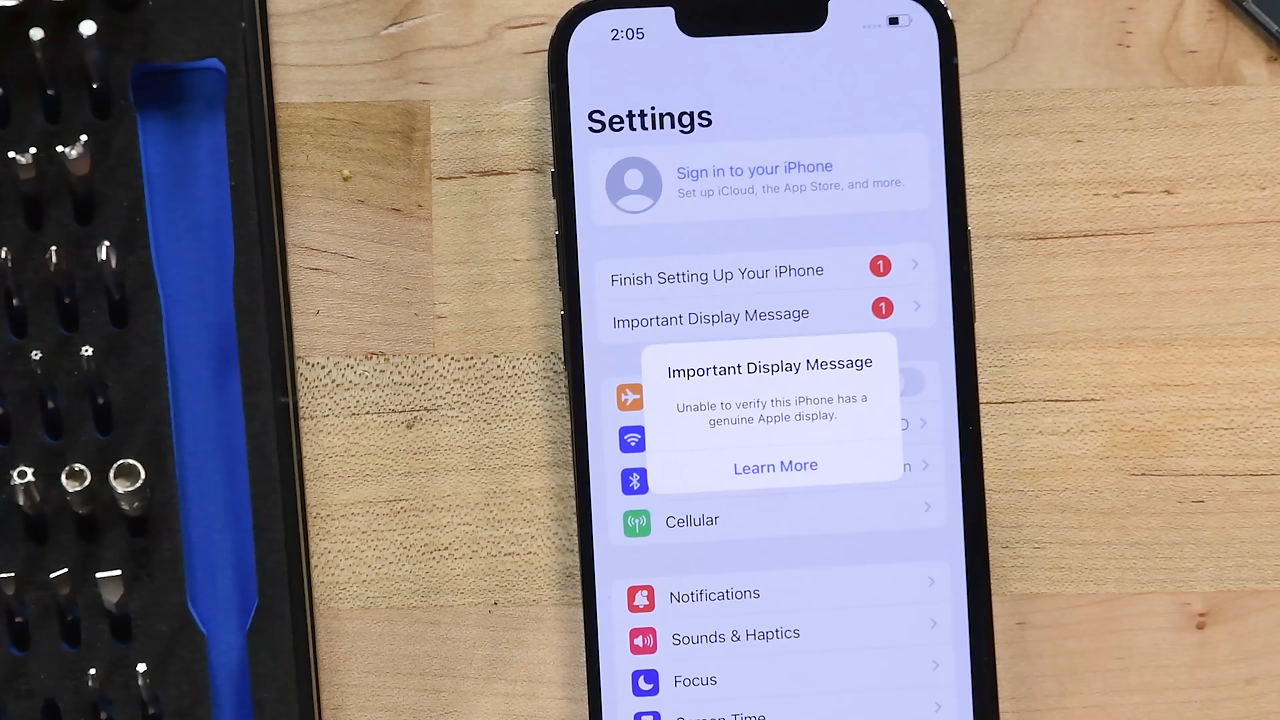 2:05
Settings
Sign in to your iPhone
Set up iCloud, the App Store, and more.
Finish Setting Up Your iPhone 1
Important Display Message 1
Important Display Message
Unable to verify this iPhone has a
genuine Apple display.
Learn More
Cellular
Notifications
Sounds & Haptics
Focus
Screen Time